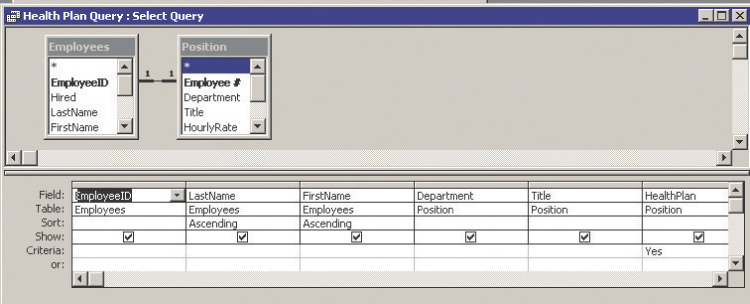 Health Plan Query : Select Query
Employees
*
EmployeeID
Hired
LastName
FirstName
1 1
Position
*
Employee #
Department
Title
HourlyRate
Field: EmployeeID LastName FirstName Department Title HealthPlan
Table: Employees Employees Employees Position Position Position
Sort: Ascending Ascending
Show:
Criteria: Yes
or: